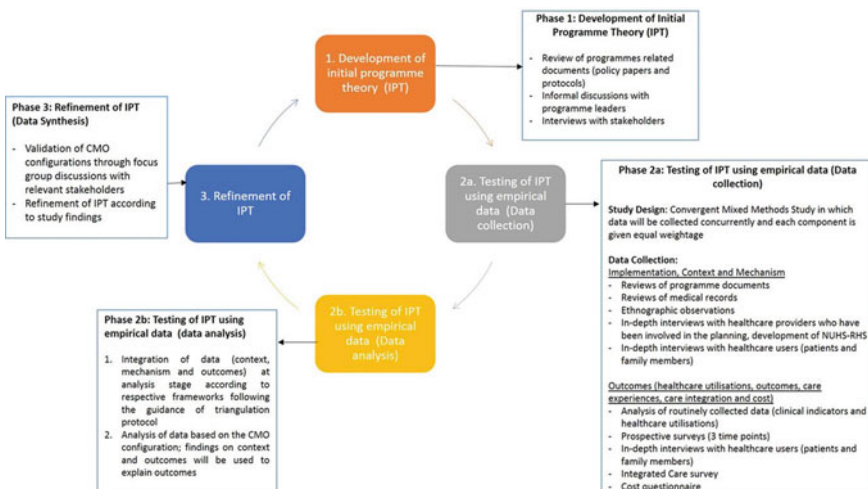 Phase 1: Development of Initial
Programme Theory (IPT)
- Review of programmes related
documents (policy papers and
protocols)
- Informal discussions with
programme leaders
- Interviews with stakeholders
1. Development of
initial programme
theory (IPT)
Phase 3: Refinement of IPT
(Data Synthesis)
- Validation of CMO
configurations through focus
group discussions with
relevant stakeholders
- Refinement of IPT according
to study findings
3. Refinement of
IPT
2a. Testing of IPT
using empirical
data (Data
collection)
Phase 2a: Testing of IPT using empirical data (Data
collection)
Study Design: Convergent Mixed Methods Study in which
data will be collected concurrently and each component is
given equal weightage
Data Collection:
Implementation, Context and Mechanism
- Reviews of programme documents
- Reviews of medical records
- Ethnographic observations
- In-depth interviews with healthcare providers who have
been involved in the planning, development of NUHS-RHS
- In-depth interviews with healthcare users (patients and
family members)
Outcomes (healthcare utilisations, outcomes, care
experiences, care integration and cost)
- Analysis of routinely collected data (clinical indicators and
healthcare utilisations)
- Prospective surveys (3 time points)
- In-depth interviews with healthcare users (patients and
family members)
- Integrated Care survey
- Cost questionnaire
2b. Testing of IPT
using empirical
data (Data
analysis)
Phase 2b: Testing of IPT using
empirical data (data analysis)
1. Integration of data (context,
mechanism and outcomes) at
analysis stage according to
respective frameworks following
the guidance of triangulation
protocol
2. Analysis of data based on the CMO
configuration; findings on context
and outcomes will be used to
explain outcomes